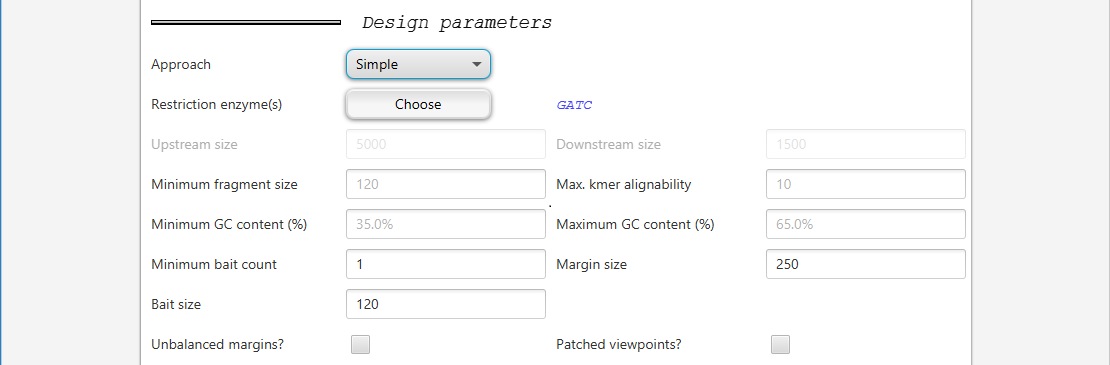 Design parameters
Approach Simple
Restriction enzyme(s) Choose GATC
Upstream size 5000 Downstream size 1500
Minimum fragment size 120 Max. kmer alignability 10
Minimum GC content (%) 35.0% Maximum GC content (%) 65.0%
Minimum bait count 1 Margin size 250
Bait size 120
Unbalanced margins? Patched viewpoints?